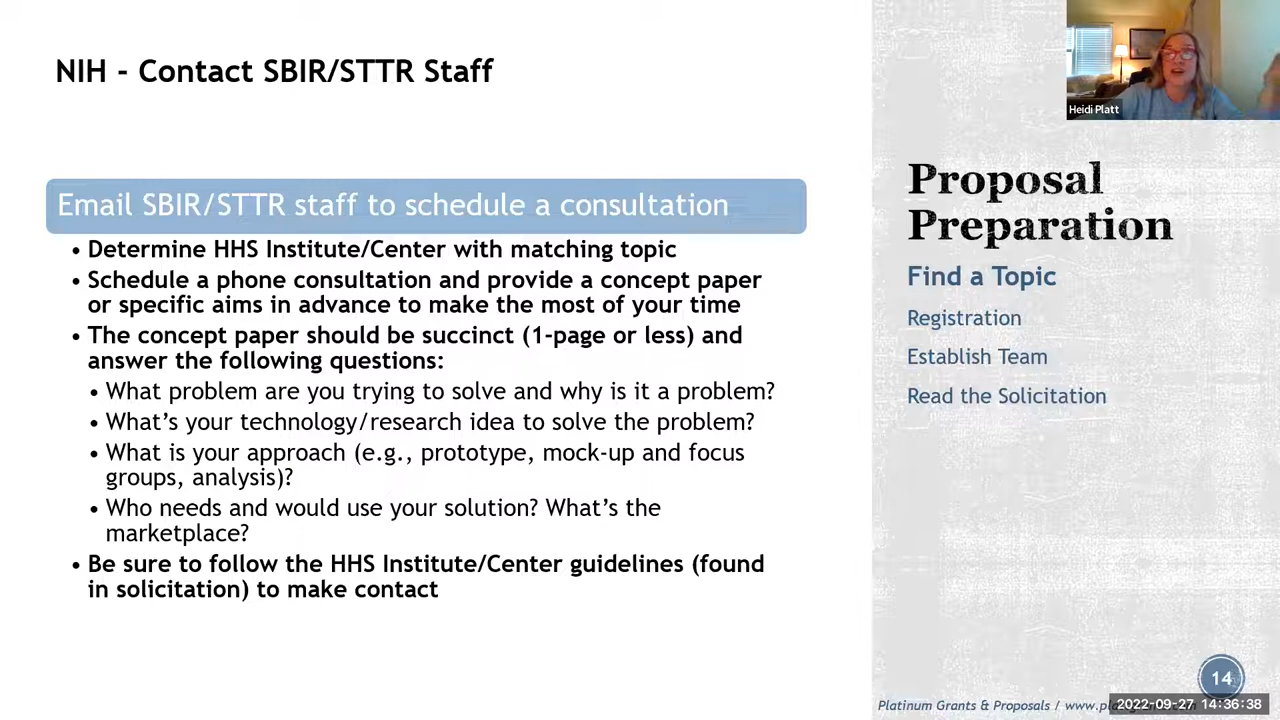 NIH - Contact SBIR/STTR Staff
Email SBIR/STTR staff to schedule a consultation
• Determine HHS Institute/Center with matching topic
• Schedule a phone consultation and provide a concept paper
or specific aims in advance to make the most of your time
• The concept paper should be succinct (1-page or less) and
answer the following questions:
• What problem are you trying to solve and why is it a problem?
• What's your technology/research idea to solve the problem?
• What is your approach (e.g., prototype, mock-up and focus
groups, analysis)?
• Who needs and would use your solution? What's the
marketplace?
• Be sure to follow the HHS Institute/Center guidelines (found
in solicitation) to make contact
Heidi Platt
Proposal
Preparation
Find a Topic
Registration
Establish Team
Read the Solicitation
14
Platinum Grants & Proposals /
2022-09-27 14:36:38